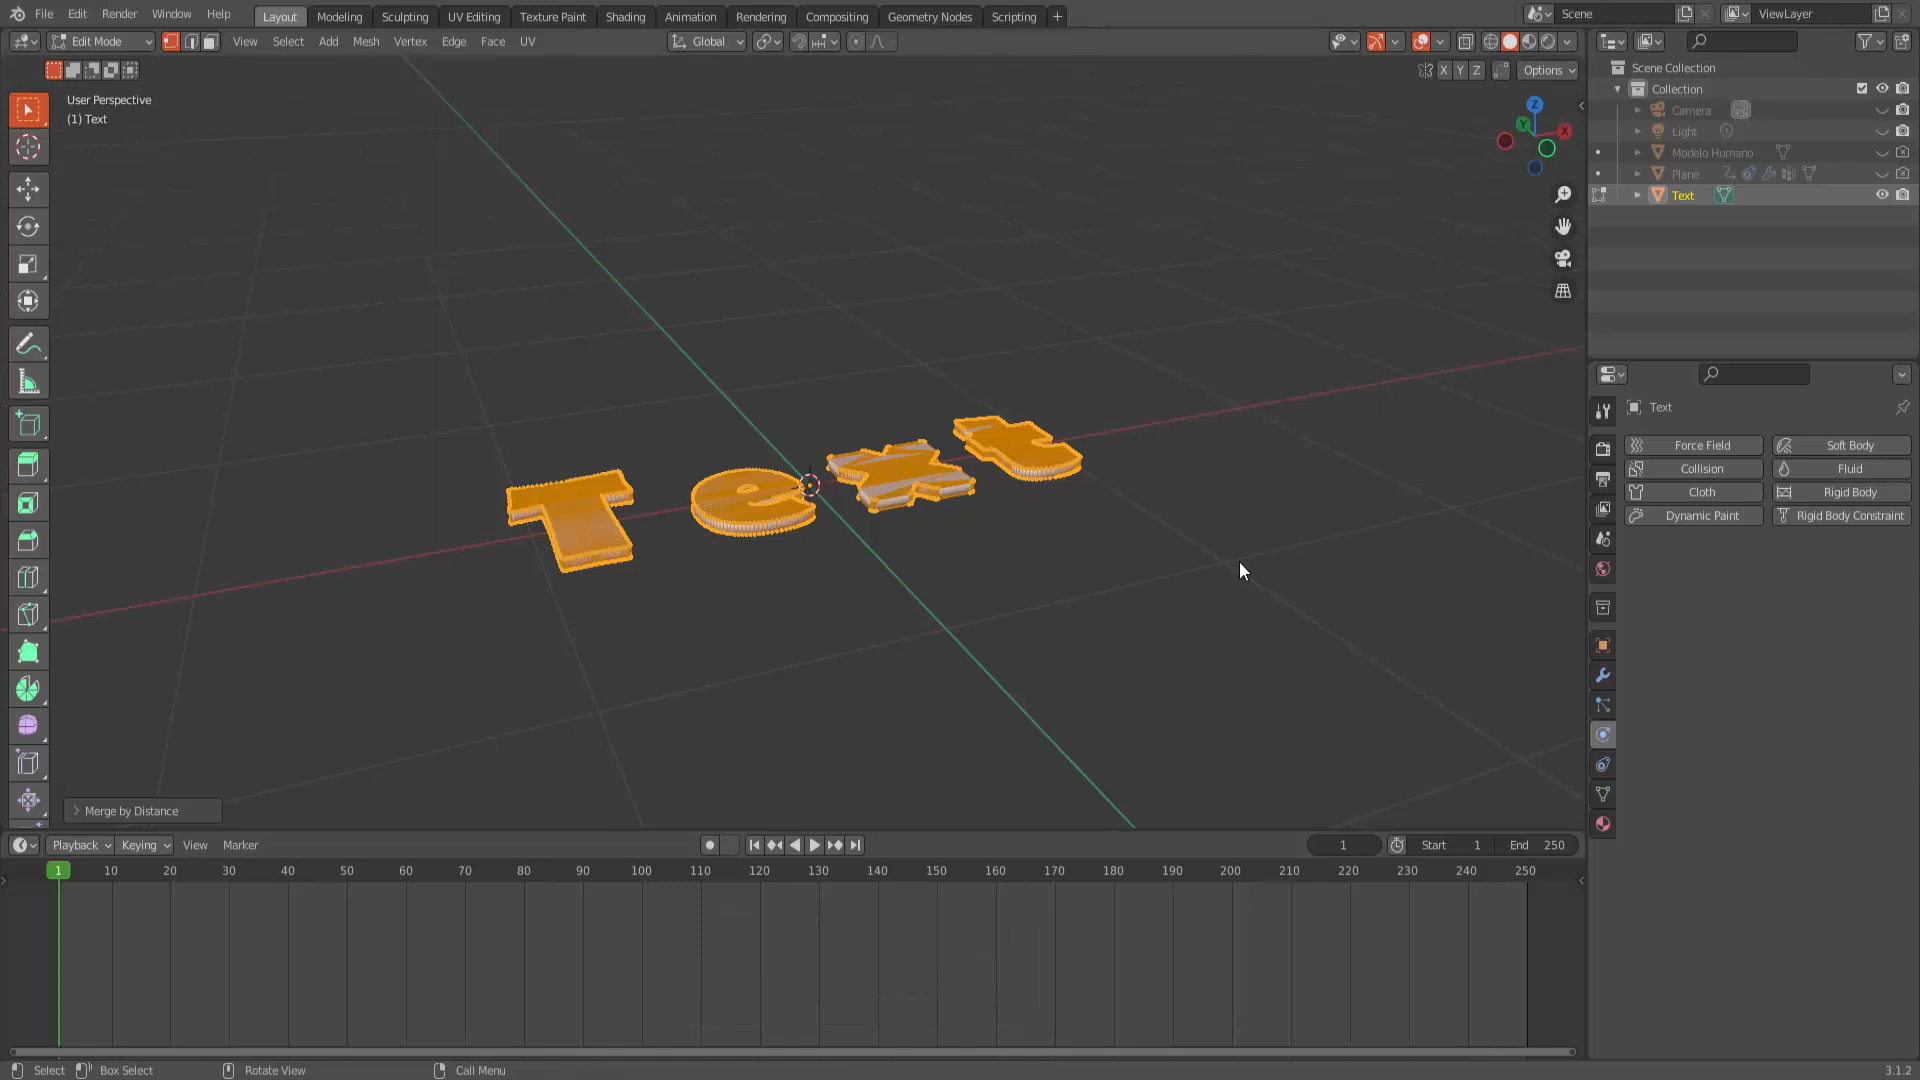 File Edit Render Window Help Layout Modeling Sculpting UV Editing Texture Paint Shading Animation Rendering Compositing Geometry Nodes Scripting + Scene ViewLayer
Edit Mode View Select Add Mesh Vertex Edge Face UV Global
X Y Z Options
User Perspective
(1) Text
Z
Y X
Text
Merge by Distance
Scene Collection
Collection
Camera
Light
Modelo Humano
Plane
Text
Text
Force Field Soft Body
Collision Fluid
Cloth Rigid Body
Dynamic Paint Rigid Body Constraint
Playback Keying View Marker 1 Start 1 End 250
1 10 20 30 40 50 60 70 80 90 100 110 120 130 140 150 160 170 180 190 200 210 220 230 240 250
Select Box Select Rotate View Call Menu 3.1.2